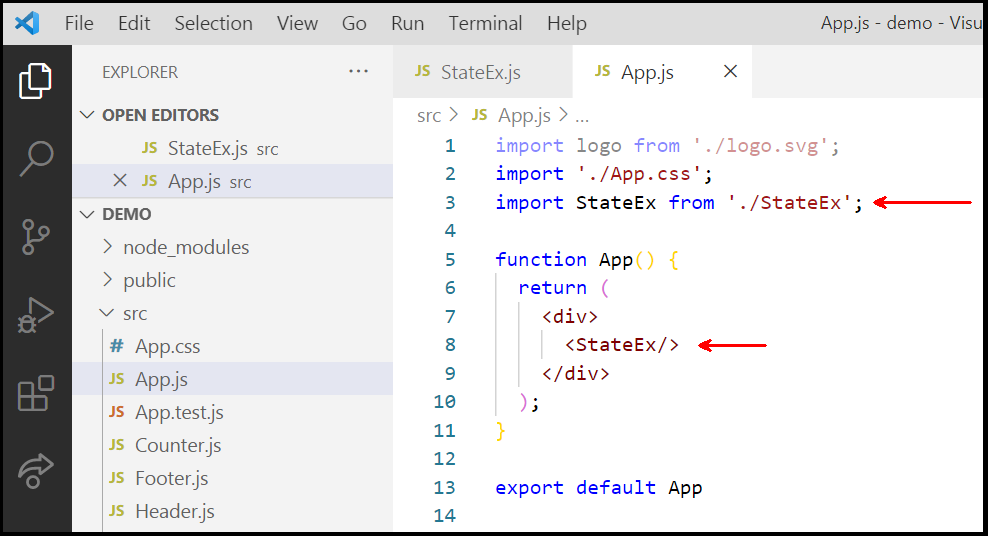 File Edit Selection View Go Run Terminal Help App.js - demo - Visu
EXPLORER ...
OPEN EDITORS
JS StateEx.js src
JS App.js src
DEMO
node_modules
public
src
# App.css
JS App.js
JS App.test.js
JS Counter.js
JS Footer.js
JS Header.js
JS StateEx.js JS App.js
src > JS App.js > ...
1 import logo from './logo.svg';
2 import './App.css';
3 import StateEx from './StateEx';
4
5 function App() {
6 return (
7 <div>
8 <StateEx/>
9 </div>
10 );
11 }
12
13 export default App
14